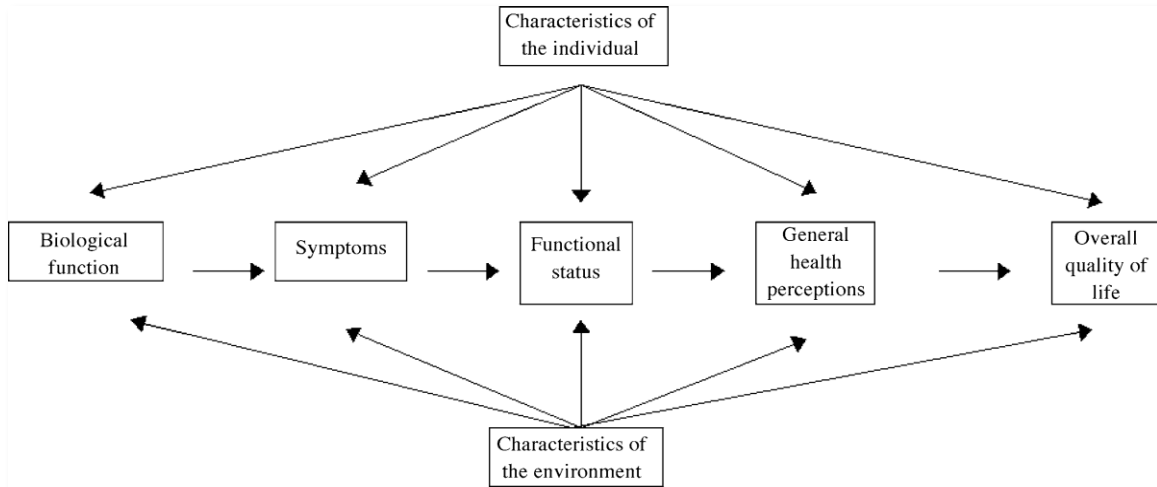 Characteristics of
the individual
Biological
function
Symptoms
Functional
status
General
health
perceptions
Overall
quality of
life
Characteristics of
the environment